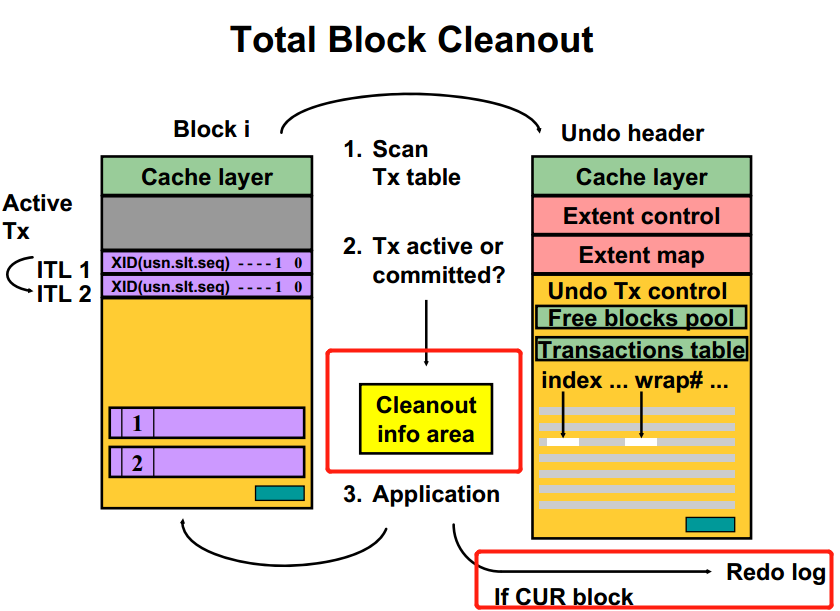 Total Block Cleanout
Block i
Cache layer
Active
Tx
ITL 1
ITL 2
XID(usn.slt.seq) ----1 0
XID(usn.slt.seq) ----1 0
1
2
1. Scan
Tx table
2. Tx active or
committed?
Cleanout
info area
3. Application
Undo header
Cache layer
Extent control
Extent map
Undo Tx control
Free blocks pool
Transactions table
index ... wrap# ...
Redo log
If CUR block